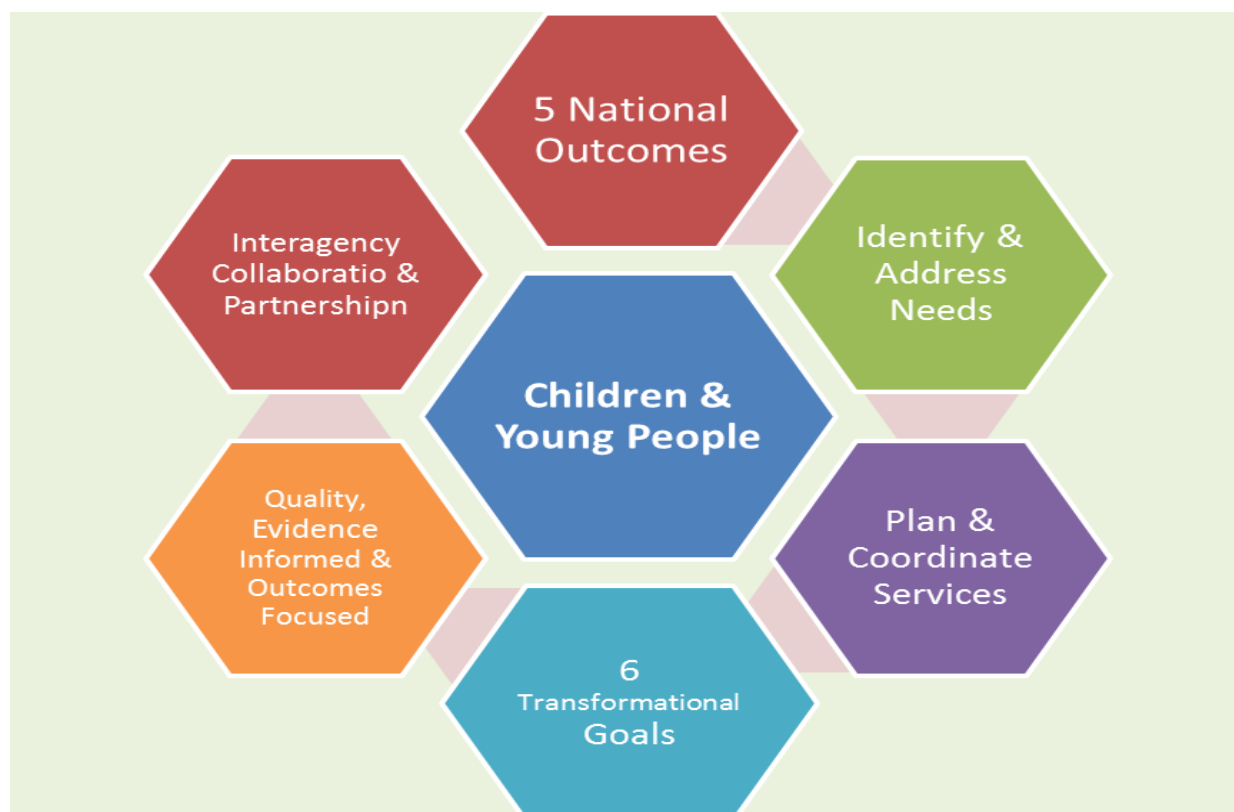 5 National
Outcomes
Identify &
Address
Needs
Plan &
Coordinate
Services
6
Transformational
Goals
Quality,
Evidence
Informed &
Outcomes
Focused
Interagency
Collaboratio &
Partnershipn
Children &
Young People